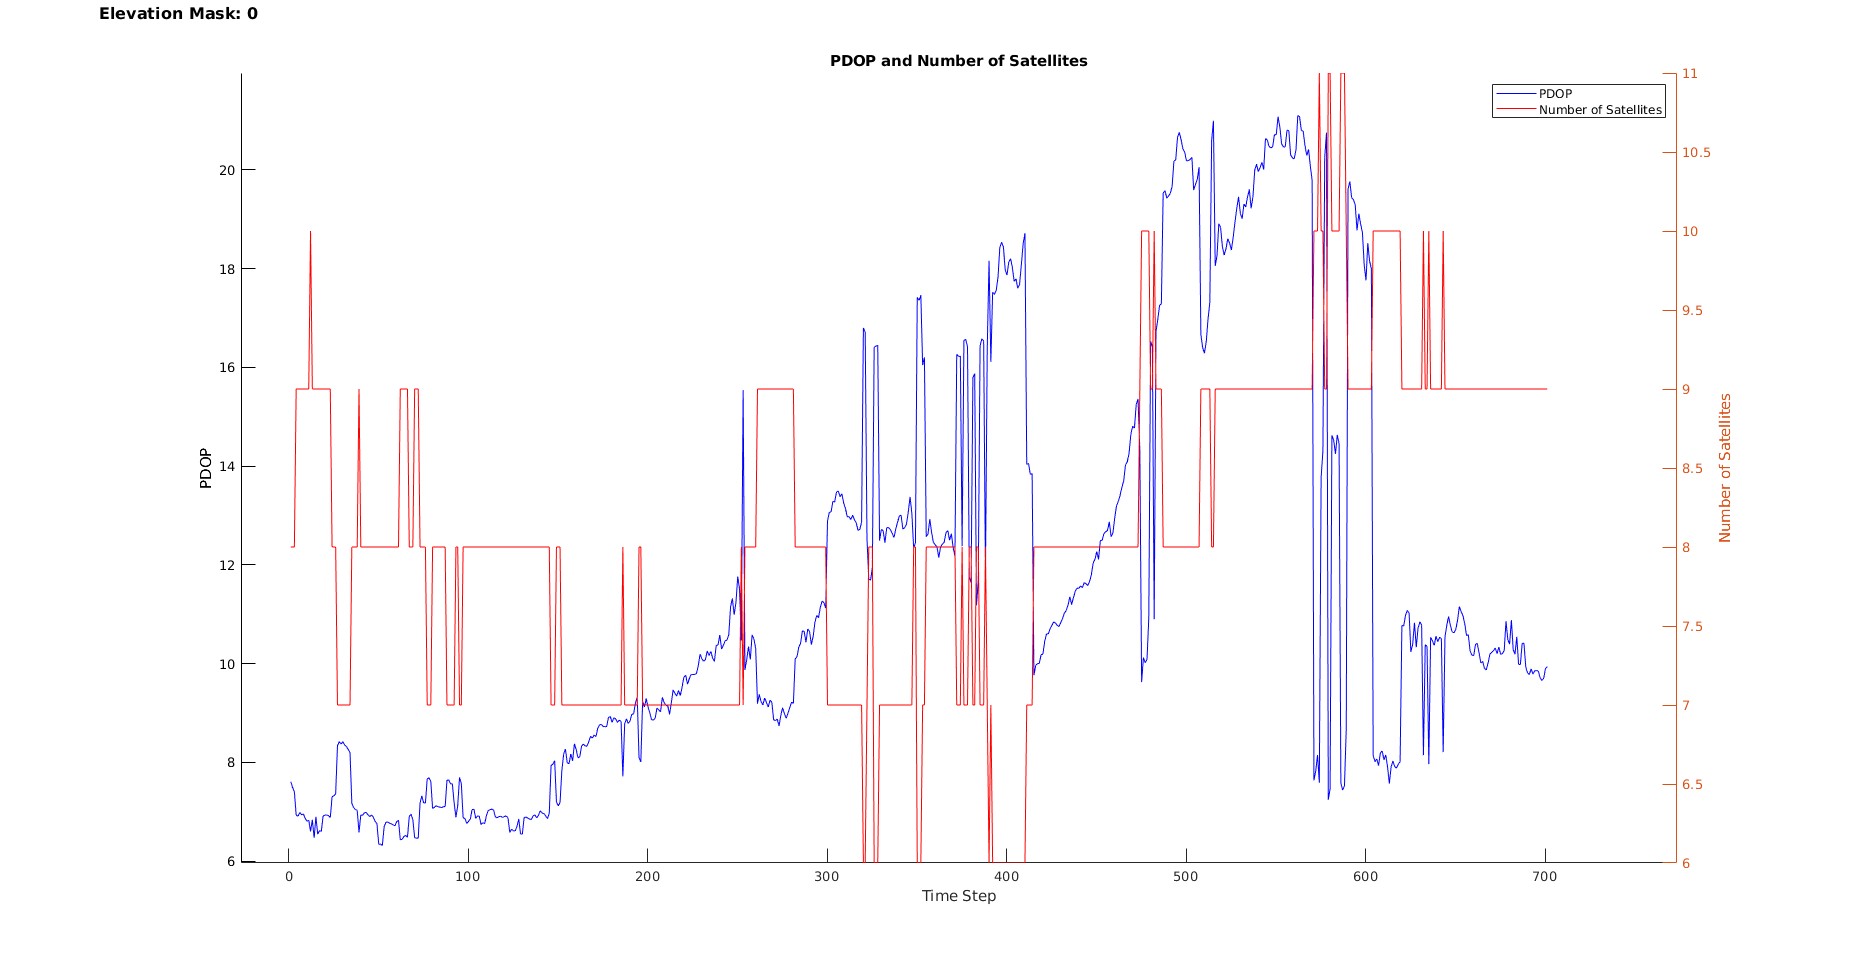 Elevation Mask: 0
PDOP and Number of Satellites
PDOP
Number of Satellites
20
18
16
14
12
10
8
6
PDOP
11
10.5
10
9.5
9
8.5
8
7.5
7
6.5
6
Number of Satellites
0 100 200 300 400 500 600 700
Time Step